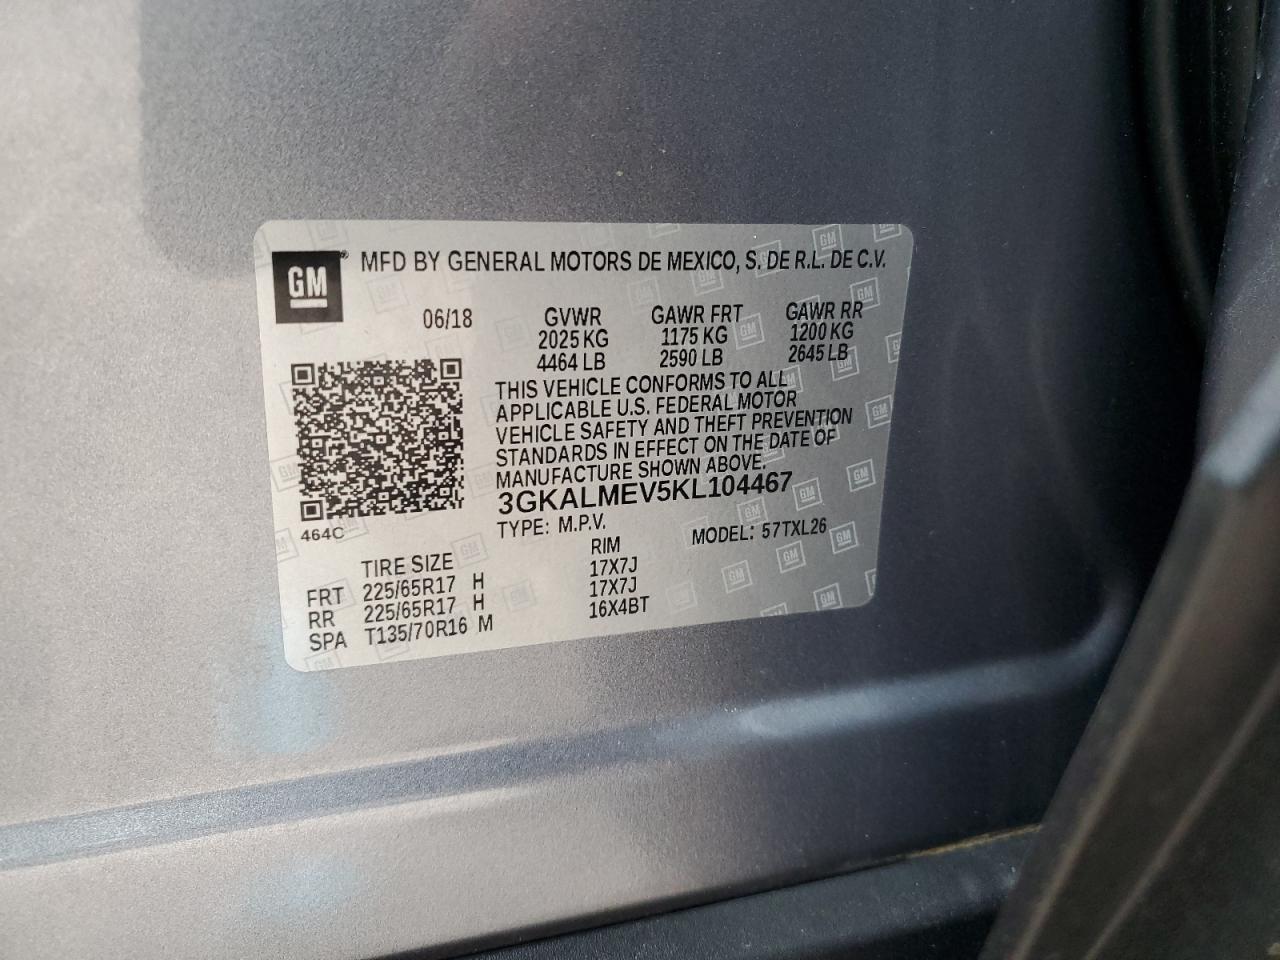 GM ® MFD BY GENERAL MOTORS DE MEXICO, S. DE R.L. DE C.V.
06/18 GVWR GAWR FRT GAWR RR
2025 KG 1175 KG 1200 KG
4464 LB 2590 LB 2645 LB
THIS VEHICLE CONFORMS TO ALL
APPLICABLE U.S. FEDERAL MOTOR
VEHICLE SAFETY AND THEFT PREVENTION
STANDARDS IN EFFECT ON THE DATE OF
MANUFACTURE SHOWN ABOVE.
3GKALMEV5KL104467
464C TYPE: M.P.V. MODEL: 57TXL26
TIRE SIZE RIM
FRT 225/65R17 H 17X7J
RR 225/65R17 H 17X7J
SPA T135/70R16 M 16X4BT